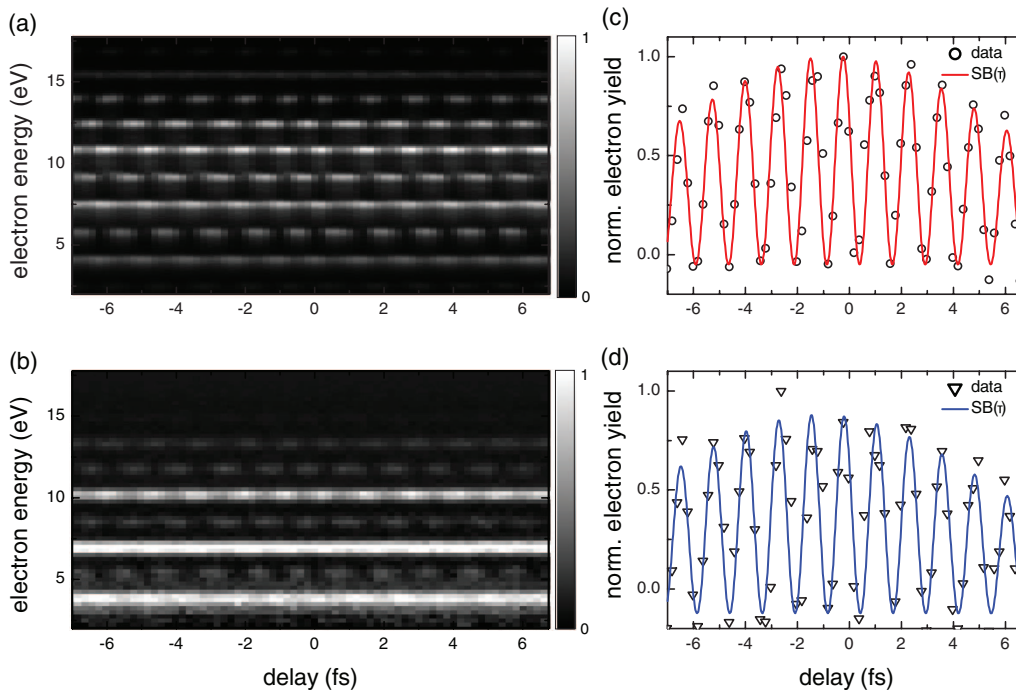 (a)
electron energy (eV)
15
10
5
-6 -4 -2 0 2 4 6
1
0
(b)
electron energy (eV)
15
10
5
-6 -4 -2 0 2 4 6
delay (fs)
1
0
(c)
norm. electron yield
1.0
0.5
0.0
-6 -4 -2 0 2 4 6
data
SB(τ)
(d)
norm. electron yield
1.0
0.5
0.0
-6 -4 -2 0 2 4 6
delay (fs)
data
SB(τ)